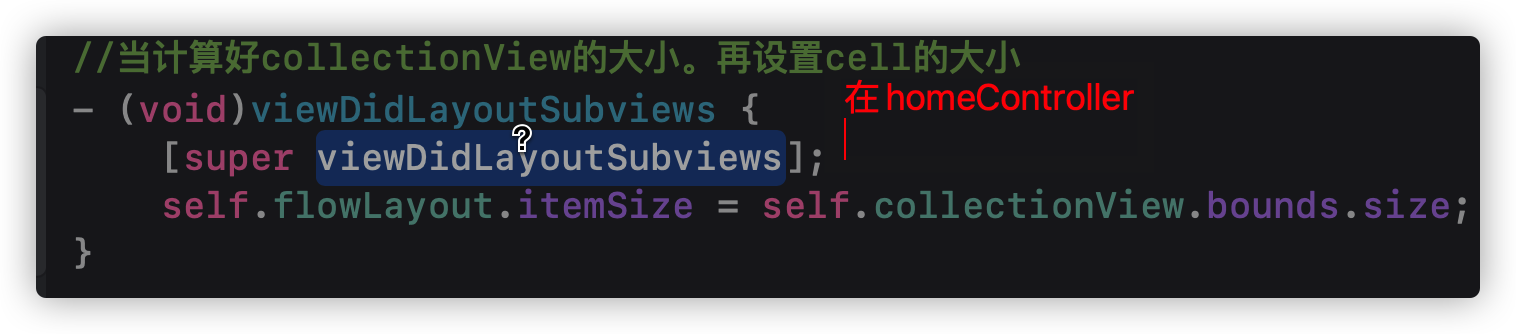 //当计算好collectionView的大小。再设置cell的大小
- (void)viewDidLayoutSubviews {
在 homeController
[super viewDidLayoutSubviews];
self.flowLayout.itemSize = self.collectionView.bounds.size;
}